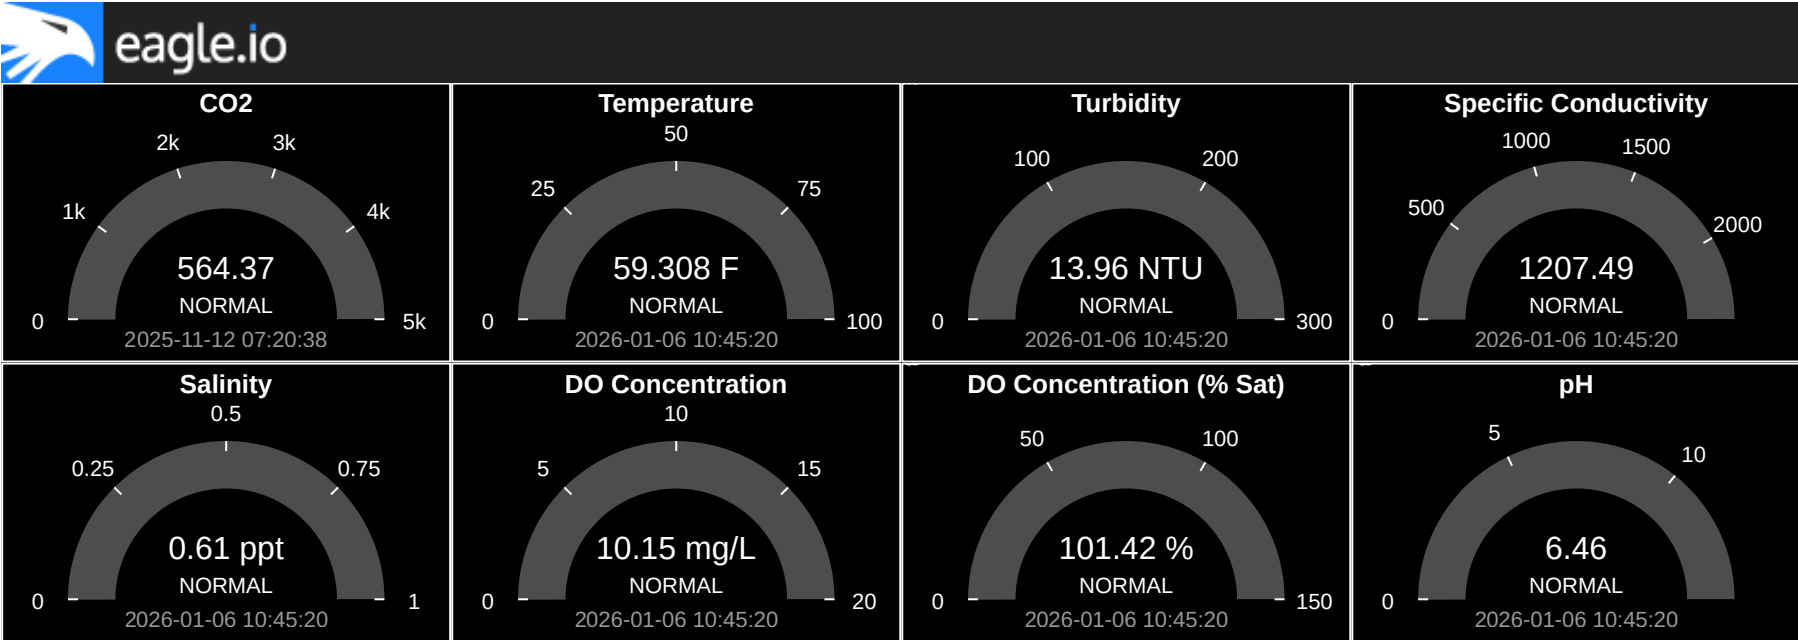 eagle.io
CO2
2k
3k
1k
4k
564.37
NORMAL
0
5k
2025-11-12 07:20:38
Temperature
50
25
75
59.308 F
NORMAL
0
100
2026-01-06 10:45:20
Turbidity
100
200
13.96 NTU
NORMAL
0
300
2026-01-06 10:45:20
Specific Conductivity
1000
1500
500
2000
1207.49
NORMAL
0
2026-01-06 10:45:20
Salinity
0.5
0.25
0.75
0.61 ppt
NORMAL
0
1
2026-01-06 10:45:20
DO Concentration
10
5
15
10.15 mg/L
NORMAL
0
20
2026-01-06 10:45:20
DO Concentration (% Sat)
50
100
101.42 %
NORMAL
0
150
2026-01-06 10:45:20
pH
5
10
6.46
NORMAL
0
2026-01-06 10:45:20